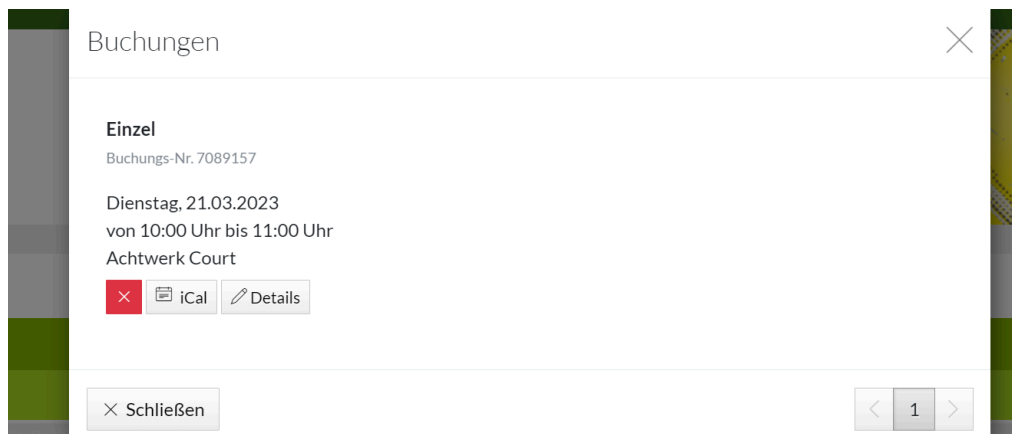 Buchungen
Einzel
Buchungs-Nr. 7089157
Dienstag, 21.03.2023
von 10:00 Uhr bis 11:00 Uhr
Achtwerk Court
iCal Details
Schließen 1